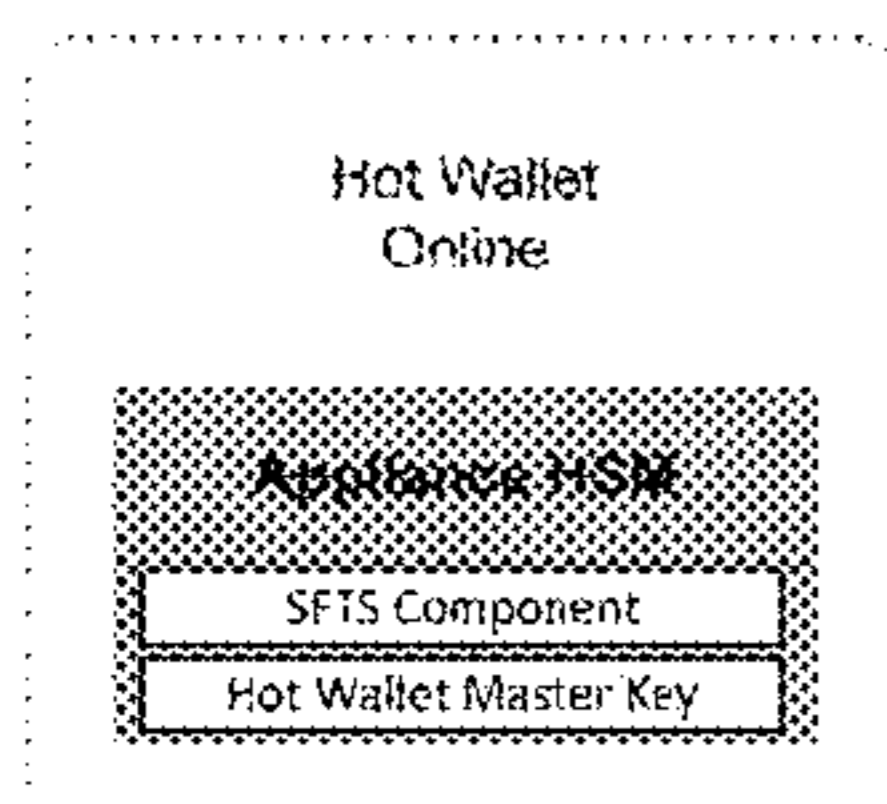 Hot Wallet
Online
Appliance HSM
SFTS Component
Hot Wallet Master Key